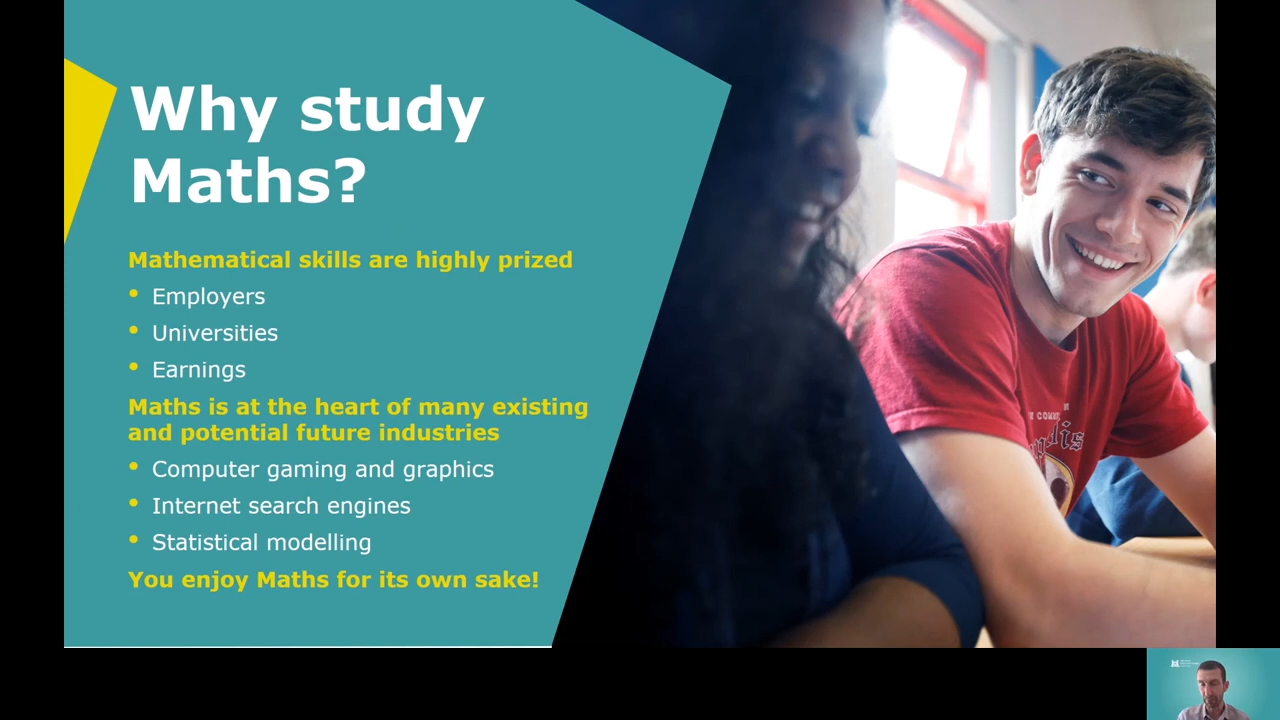 Why study
Maths?
Mathematical skills are highly prized
• Employers
• Universities
• Earnings
Maths is at the heart of many existing
and potential future industries
• Computer gaming and graphics
• Internet search engines
• Statistical modelling
You enjoy Maths for its own sake!